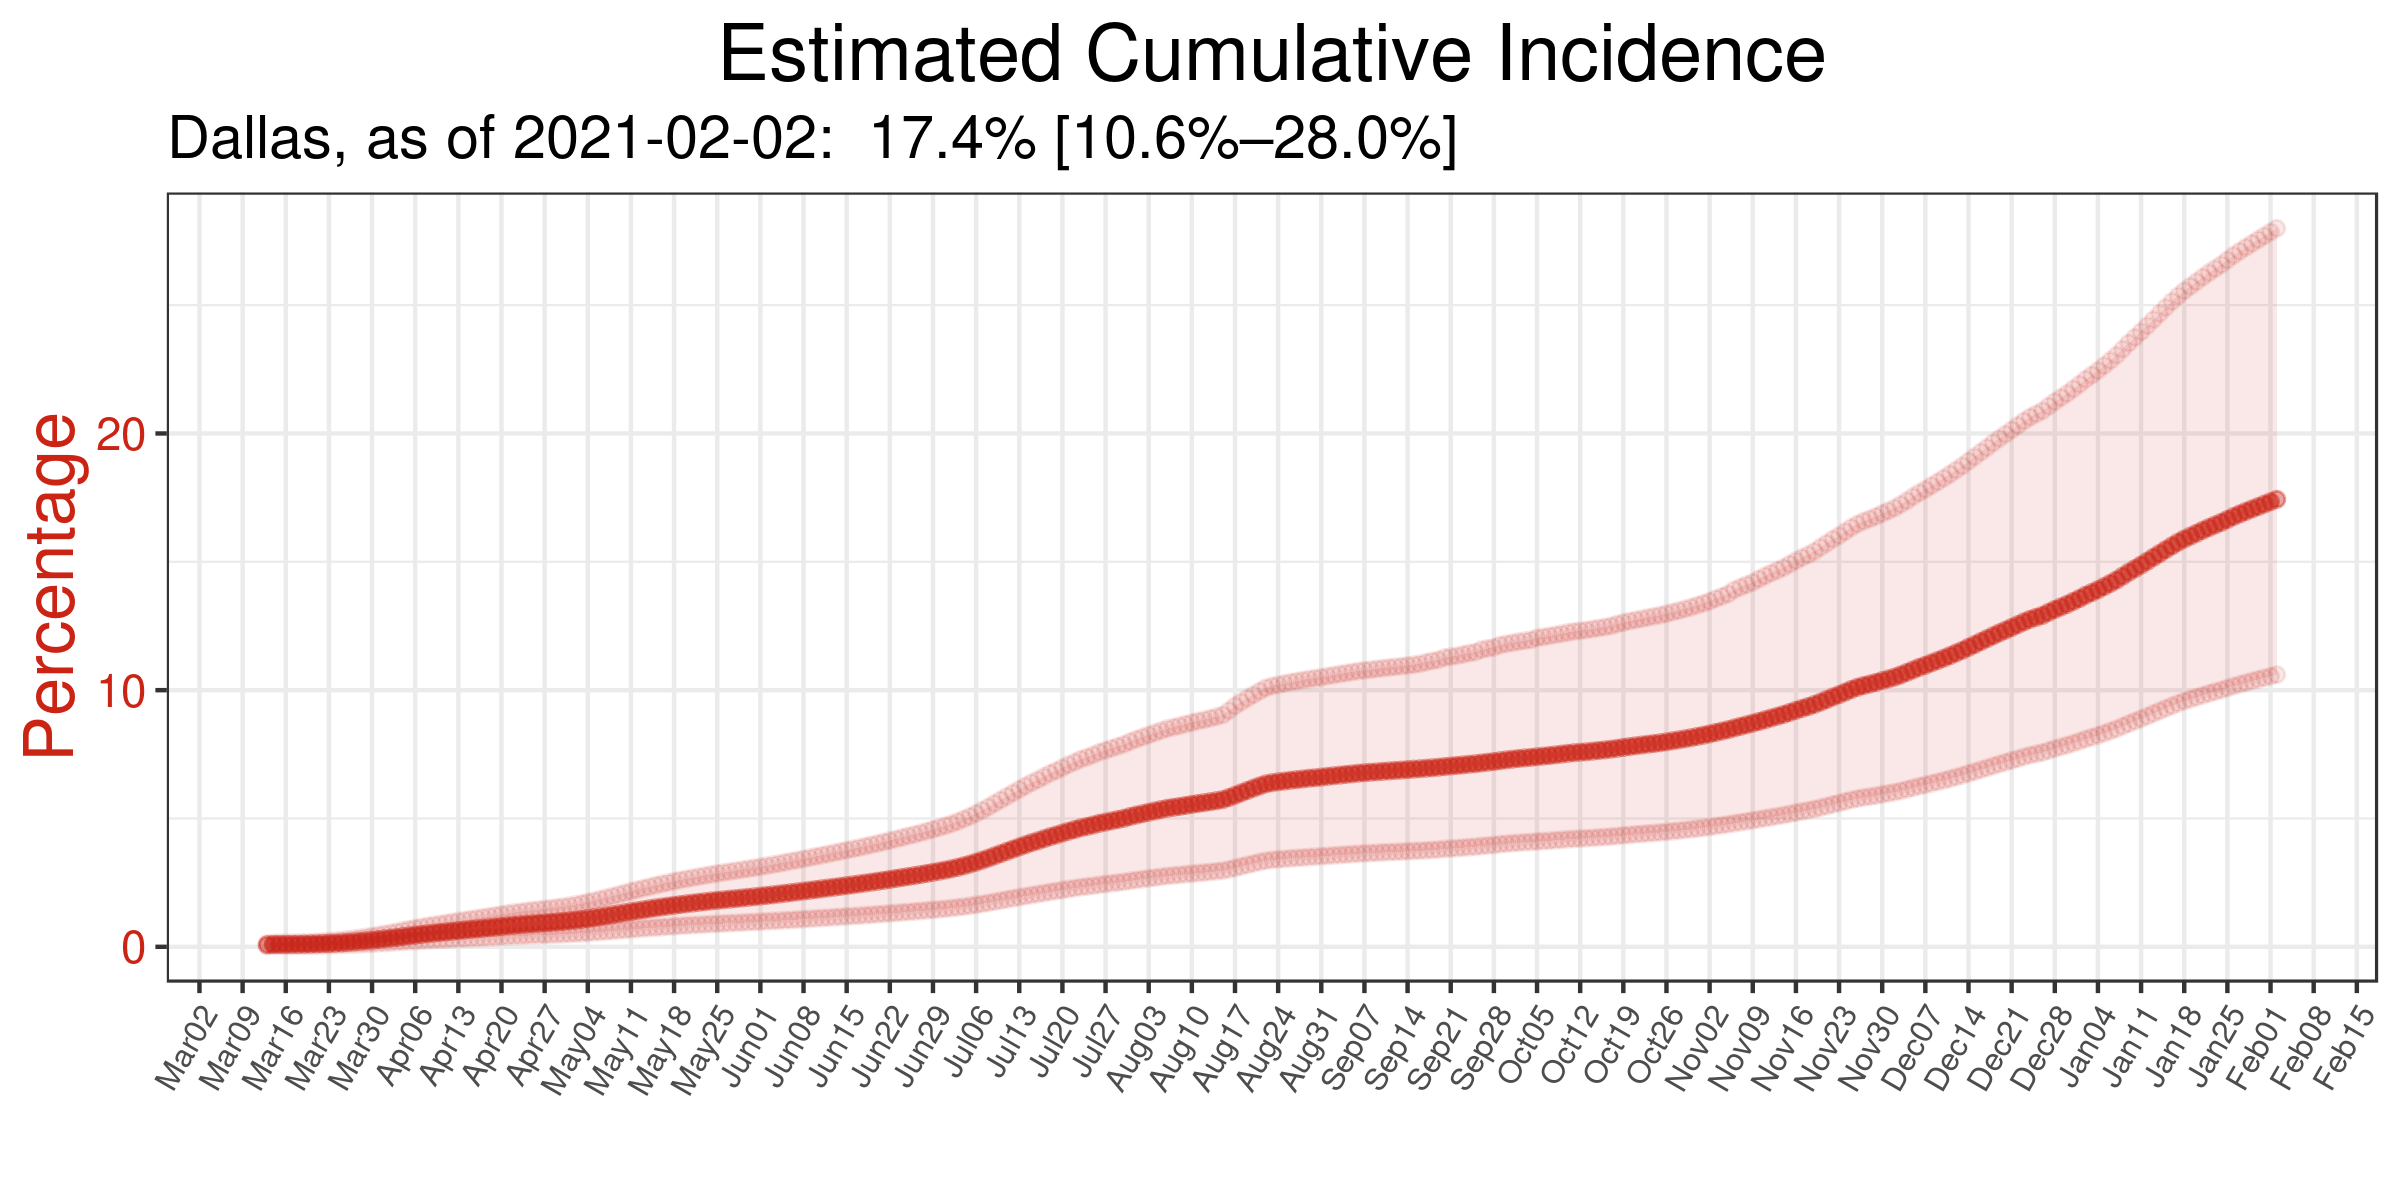 Estimated Cumulative Incidence
Dallas, as of 2021-02-02:  17.4% [10.6%–28.0%]
Percentage
20
10
0
Mar02
Mar09
Mar16
Mar23
Mar30
Apr06
Apr13
Apr20
Apr27
May04
May11
May18
May25
Jun01
Jun08
Jun15
Jun22
Jun29
Jul06
Jul13
Jul20
Jul27
Aug03
Aug10
Aug17
Aug24
Aug31
Sep07
Sep14
Sep21
Sep28
Oct05
Oct12
Oct19
Oct26
Nov02
Nov09
Nov16
Nov23
Nov30
Dec07
Dec14
Dec21
Dec28
Jan04
Jan11
Jan18
Jan25
Feb01
Feb08
Feb15